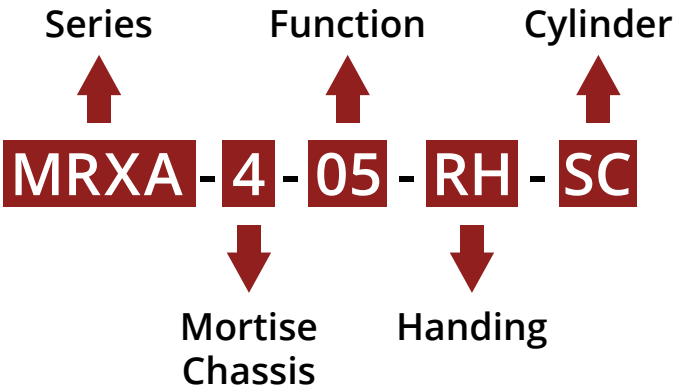 Series Function Cylinder
MRXA - 4 - 05 - RH - SC
Mortise Handing
Chassis